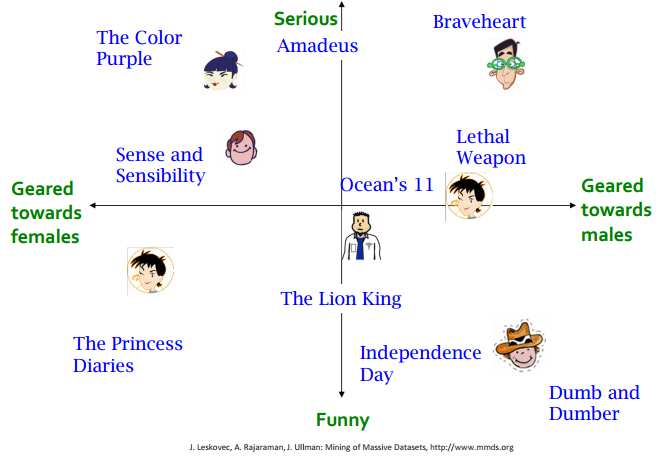 Serious
Braveheart
The Color
Purple
Amadeus
Lethal
Weapon
Sense and
Sensibility
Ocean's 11
Geared
towards
females
Geared
towards
males
The Lion King
The Princess
Diaries
Independence
Day
Dumb and
Dumber
Funny
J. Leskovec, A. Rajaraman, J. Ullman: Mining of Massive Datasets, http://www.mmds.org